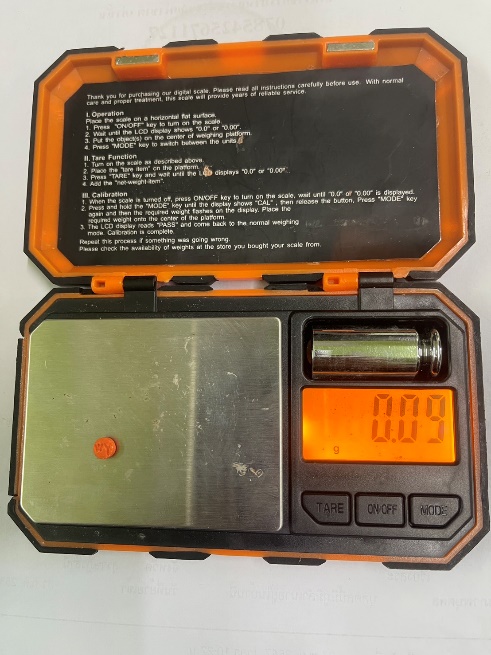 Thank you for purchasing our digital scale. Please read all instructions carefully before use. With normal
care and proper treatment, this scale will provide years of reliable service.
I. Operation
Place the scale on a horizontal flat surface.
1. Press "ON/OFF" key to turn on the scale.
2. Wait until the LCD display shows "0.0" or "0.00".
3. Put the object(s) on the center of weighing platform.
4. Press "MODE" key to switch between the units.
II. Tare Function
1. Turn on the scale as described above.
2. Place the "tare item" on the platform.
3. Press "TARE" key and wait until the LCD displays "0.0" or "0.00".
4. Add the "net-weight-item".
III. Calibration
1. When the scale is turned off, press ON/OFF key to turn on the scale, wait until "0.0" or "0.00" is displayed.
2. Press and hold the "MODE" key until the display shows "CAL", then release the button, Press "MODE" key
again and then the required weight flashes on the display. Place the
required weight onto the center of the platform.
3. The LCD display reads "PASS" and come back to the normal weighing
mode. Calibration is complete.
Repeat this process if something was going wrong.
Please check the availability of weights at the store you bought your scale from.
0.09
g
TARE ON/OFF MODE